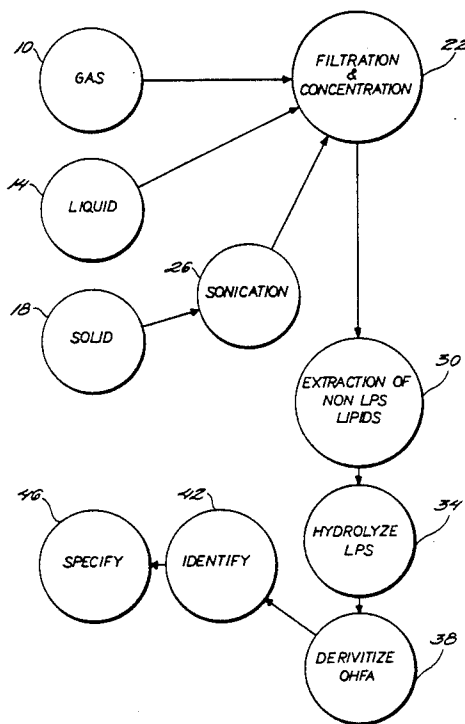 10
GAS
FILTRATION
&
CONCENTRATION
22
14
LIQUID
26
SONICATION
18
SOLID
EXTRACTION OF
NON LPS
LIPIDS
30
46
SPECIFY
42
IDENTIFY
HYDROLYZE
LPS
34
DERIVITIZE
OHFA
38